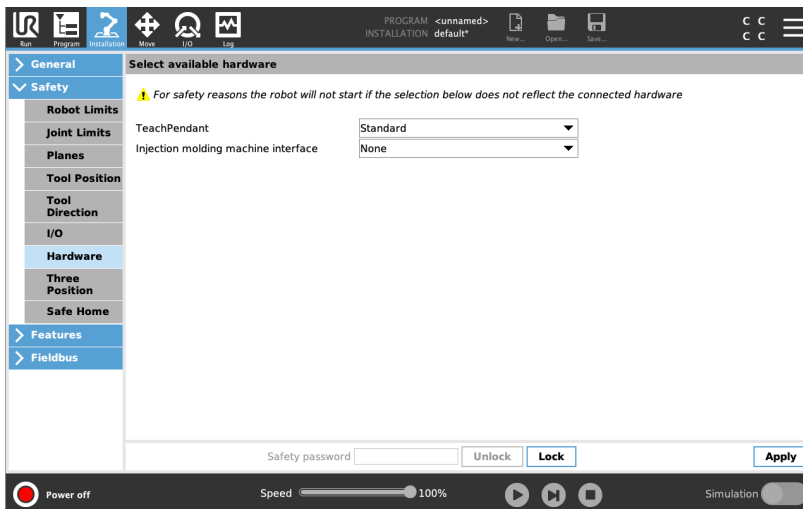 UR
PROGRAM <unnamed>
INSTALLATION default*
C C
C C
Run
Program
Installation
Move
I/O
Log
New...
Open...
Save...
General
Select available hardware
Safety
For safety reasons the robot will not start if the selection below does not reflect the connected hardware
Robot Limits
Joint Limits
TeachPendant Standard
Injection molding machine interface None
Planes
Tool Position
Tool
Direction
I/O
Hardware
Three
Position
Safe Home
Features
Fieldbus
Safety password Unlock Lock Apply
Power off Speed 100% Simulation